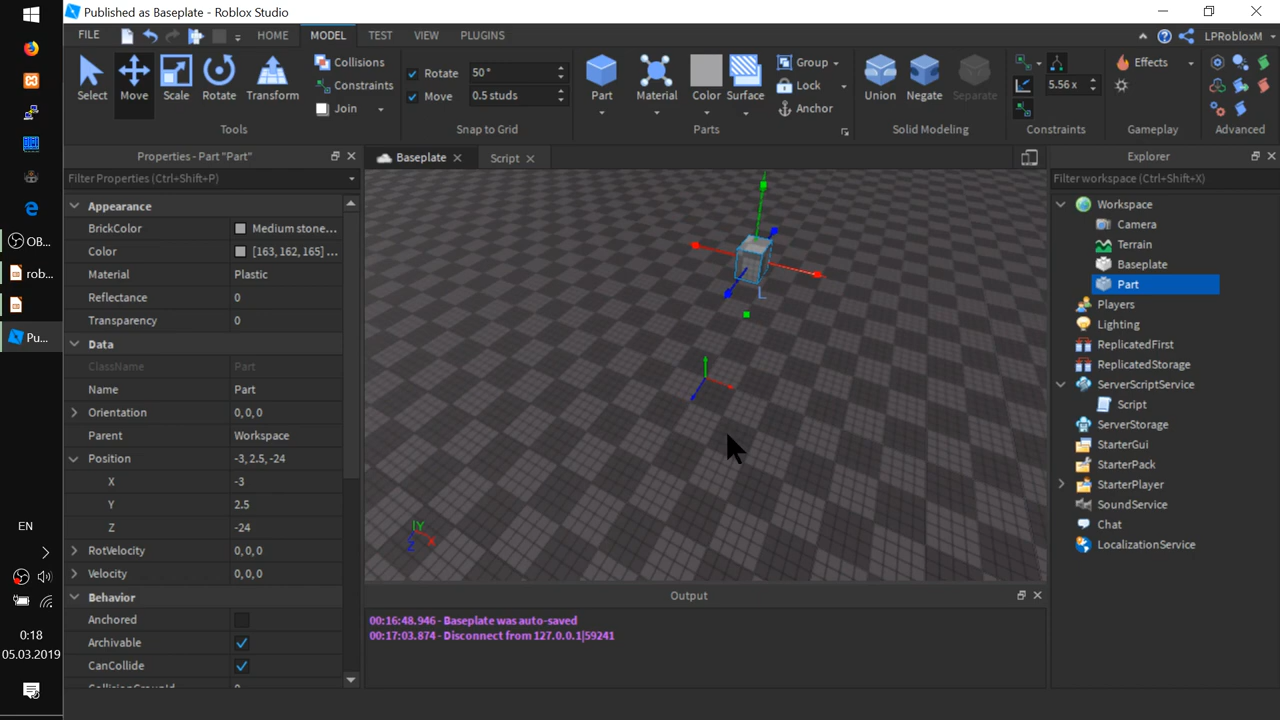 Published as Baseplate - Roblox Studio
FILE HOME MODEL TEST VIEW PLUGINS LPRobloxM
Select Move Scale Rotate Transform
Collisions
Constraints
Join
Tools
Rotate 50°
Move 0.5 studs
Snap to Grid
Part Material Color Surface
Group
Lock
Anchor
Parts
Union Negate Separate
Solid Modeling
5.56 x
Constraints
Effects
Gameplay
Advanced
Properties - Part "Part"
Filter Properties (Ctrl+Shift+P)
Appearance
BrickColor Medium stone...
Color [163, 162, 165] ...
Material Plastic
Reflectance 0
Transparency 0
Data
ClassName Part
Name Part
Orientation 0, 0, 0
Parent Workspace
Position -3, 2.5, -24
X -3
Y 2.5
Z -24
RotVelocity 0, 0, 0
Velocity 0, 0, 0
Behavior
Anchored
Archivable
CanCollide
Baseplate Script
L
Y
X
Z
Output
00:16:48.946 - Baseplate was auto-saved
00:17:03.874 - Disconnect from 127.0.0.1|59241
Explorer
Filter workspace (Ctrl+Shift+X)
Workspace
Camera
Terrain
Baseplate
Part
Players
Lighting
ReplicatedFirst
ReplicatedStorage
ServerScriptService
Script
ServerStorage
StarterGui
StarterPack
StarterPlayer
SoundService
Chat
LocalizationService
OB...
rob...
Pu...
EN
0:18
05.03.2019